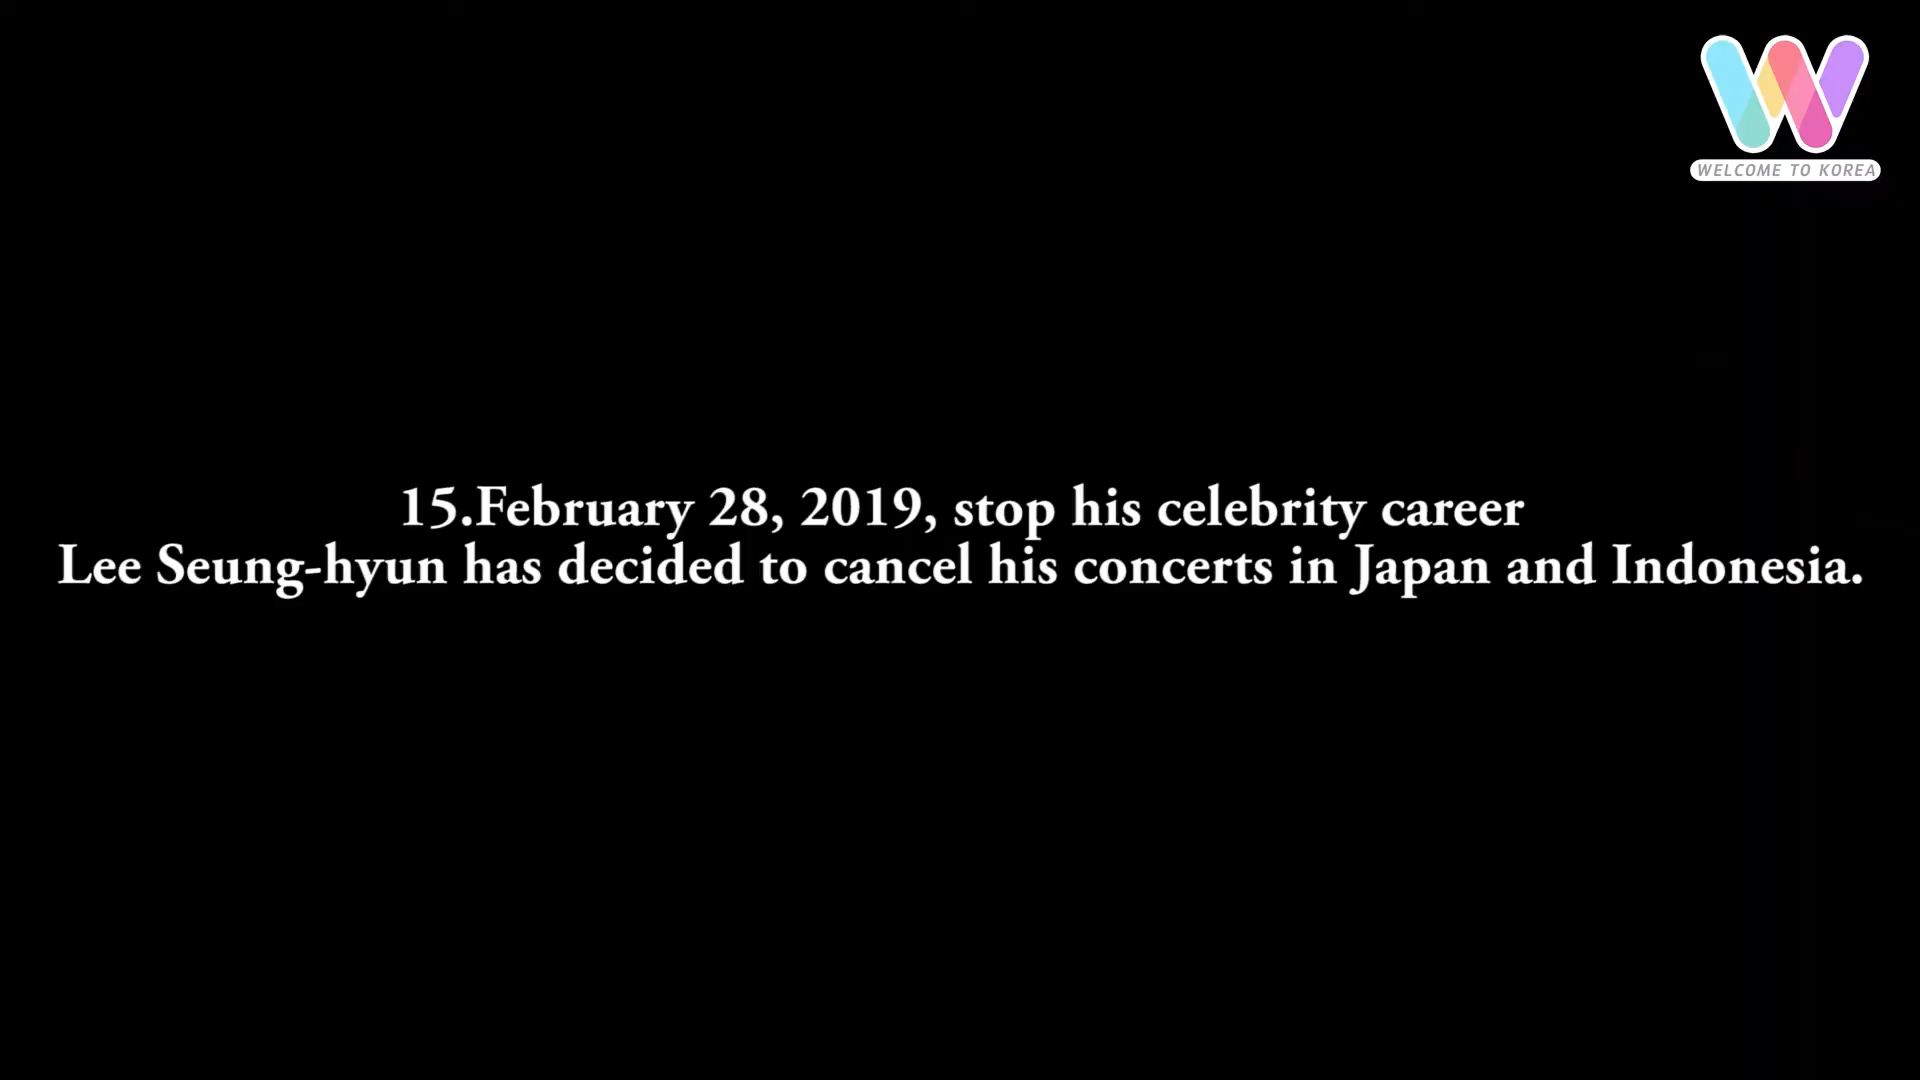 WELCOME TO KOREA
15.February 28, 2019, stop his celebrity career
Lee Seung-hyun has decided to cancel his concerts in Japan and Indonesia.